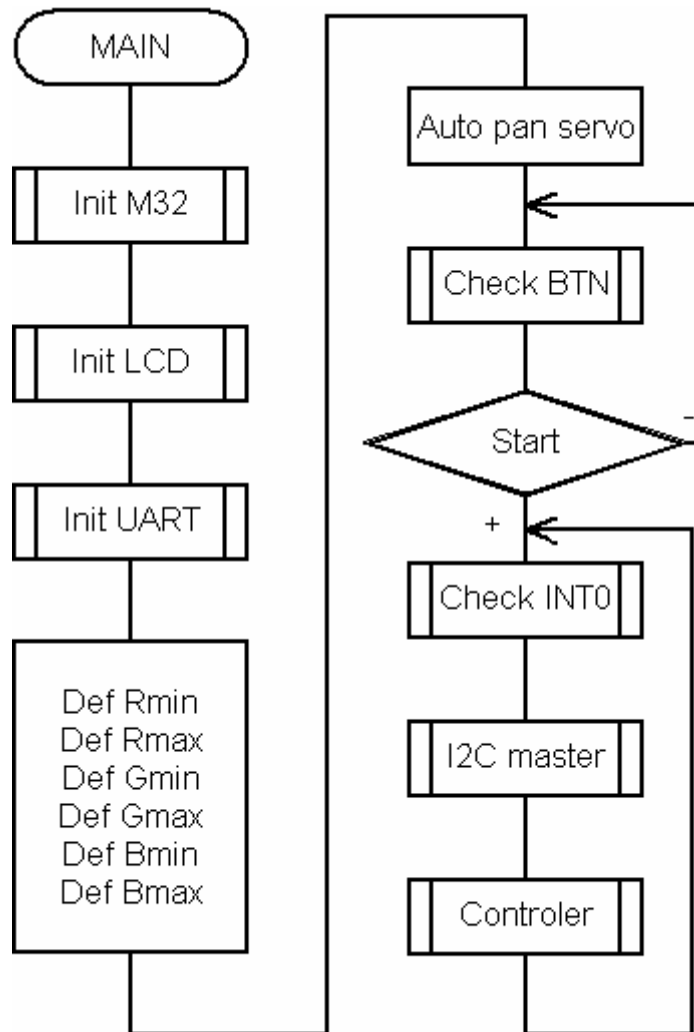 MAIN
Init M32
Init LCD
Init UART
Def Rmin
Def Rmax
Def Gmin
Def Gmax
Def Bmin
Def Bmax
Auto pan servo
Check BTN
Start
-
+
Check INT0
I2C master
Controler